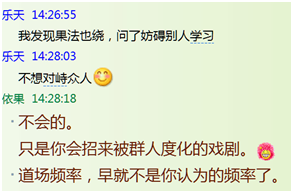 乐天 14:26:55
我发现果法也绕，问了妨碍别人学习
乐天 14:28:03
不想对峙众人
依果 14:28:18
不会的。
只是你会招来被群人度化的戏剧。
道场频率，早就不是你认为的频率了。